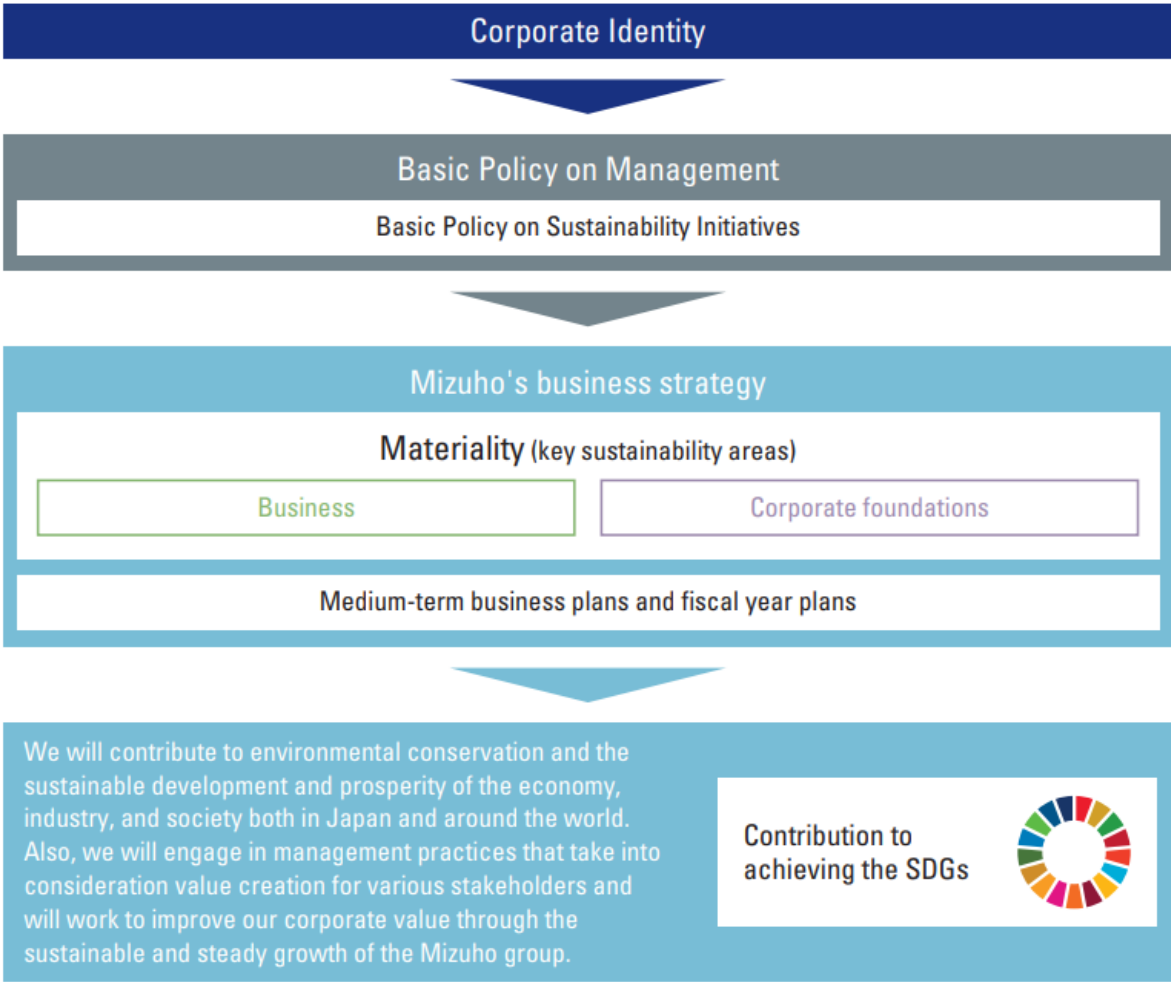 Corporate Identity
Basic Policy on Management
Basic Policy on Sustainability Initiatives
Mizuho's business strategy
Materiality (key sustainability areas)
Business
Corporate foundations
Medium-term business plans and fiscal year plans
We will contribute to environmental conservation and the
sustainable development and prosperity of the economy,
industry, and society both in Japan and around the world.
Also, we will engage in management practices that take into
consideration value creation for various stakeholders and
will work to improve our corporate value through the
sustainable and steady growth of the Mizuho group.
Contribution to
achieving the SDGs